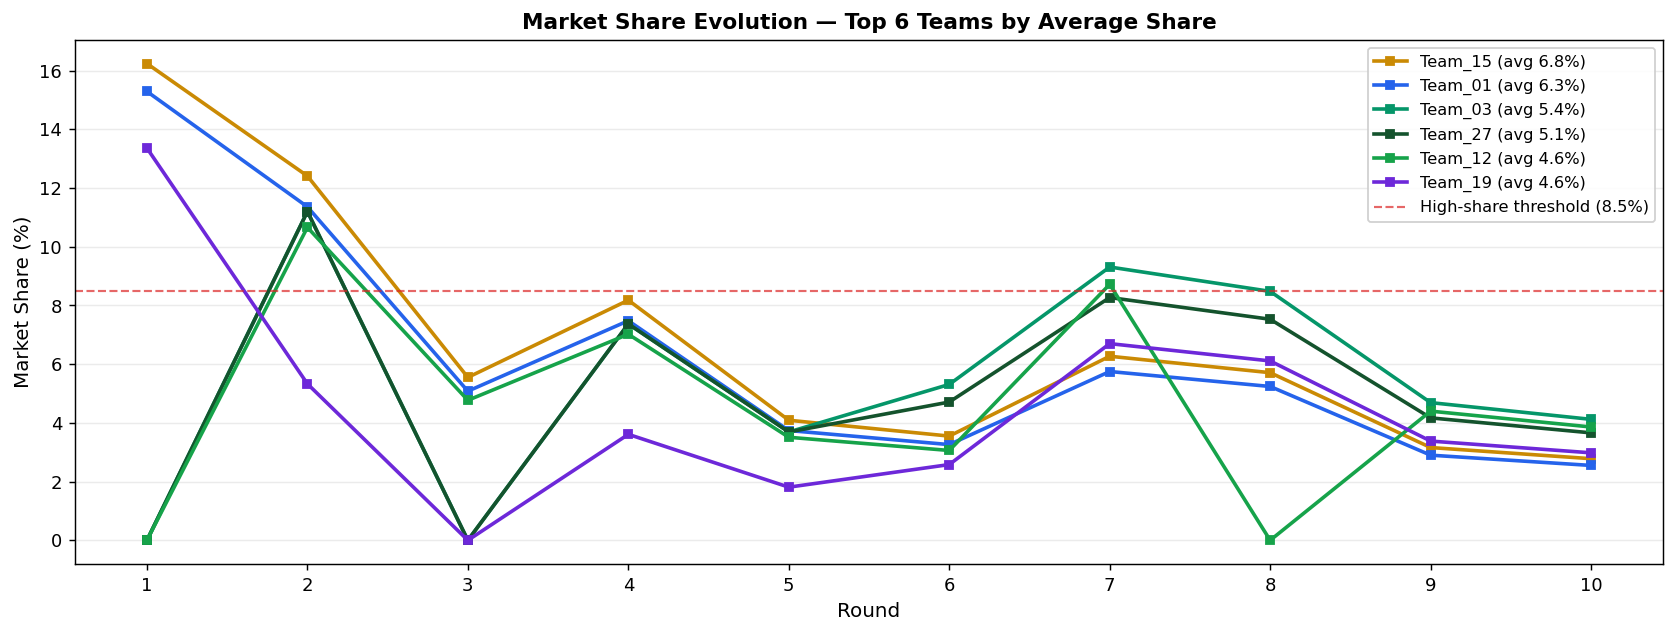 Market Share Evolution — Top 6 Teams by Average Share
Market Share (%)
16
14
12
10
8
6
4
2
0
Team_15 (avg 6.8%)
Team_01 (avg 6.3%)
Team_03 (avg 5.4%)
Team_27 (avg 5.1%)
Team_12 (avg 4.6%)
Team_19 (avg 4.6%)
High-share threshold (8.5%)
1 2 3 4 5 6 7 8 9 10
Round